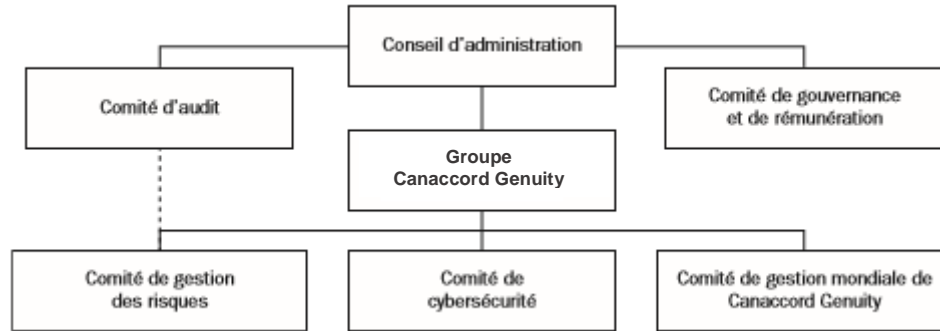 Conseil d'administration
Comité d'audit
Comité de gouvernance
et de rémunération
Groupe
Canaccord Genuity
Comité de gestion
des risques
Comité de
cybersécurité
Comité de gestion mondiale de
Canaccord Genuity